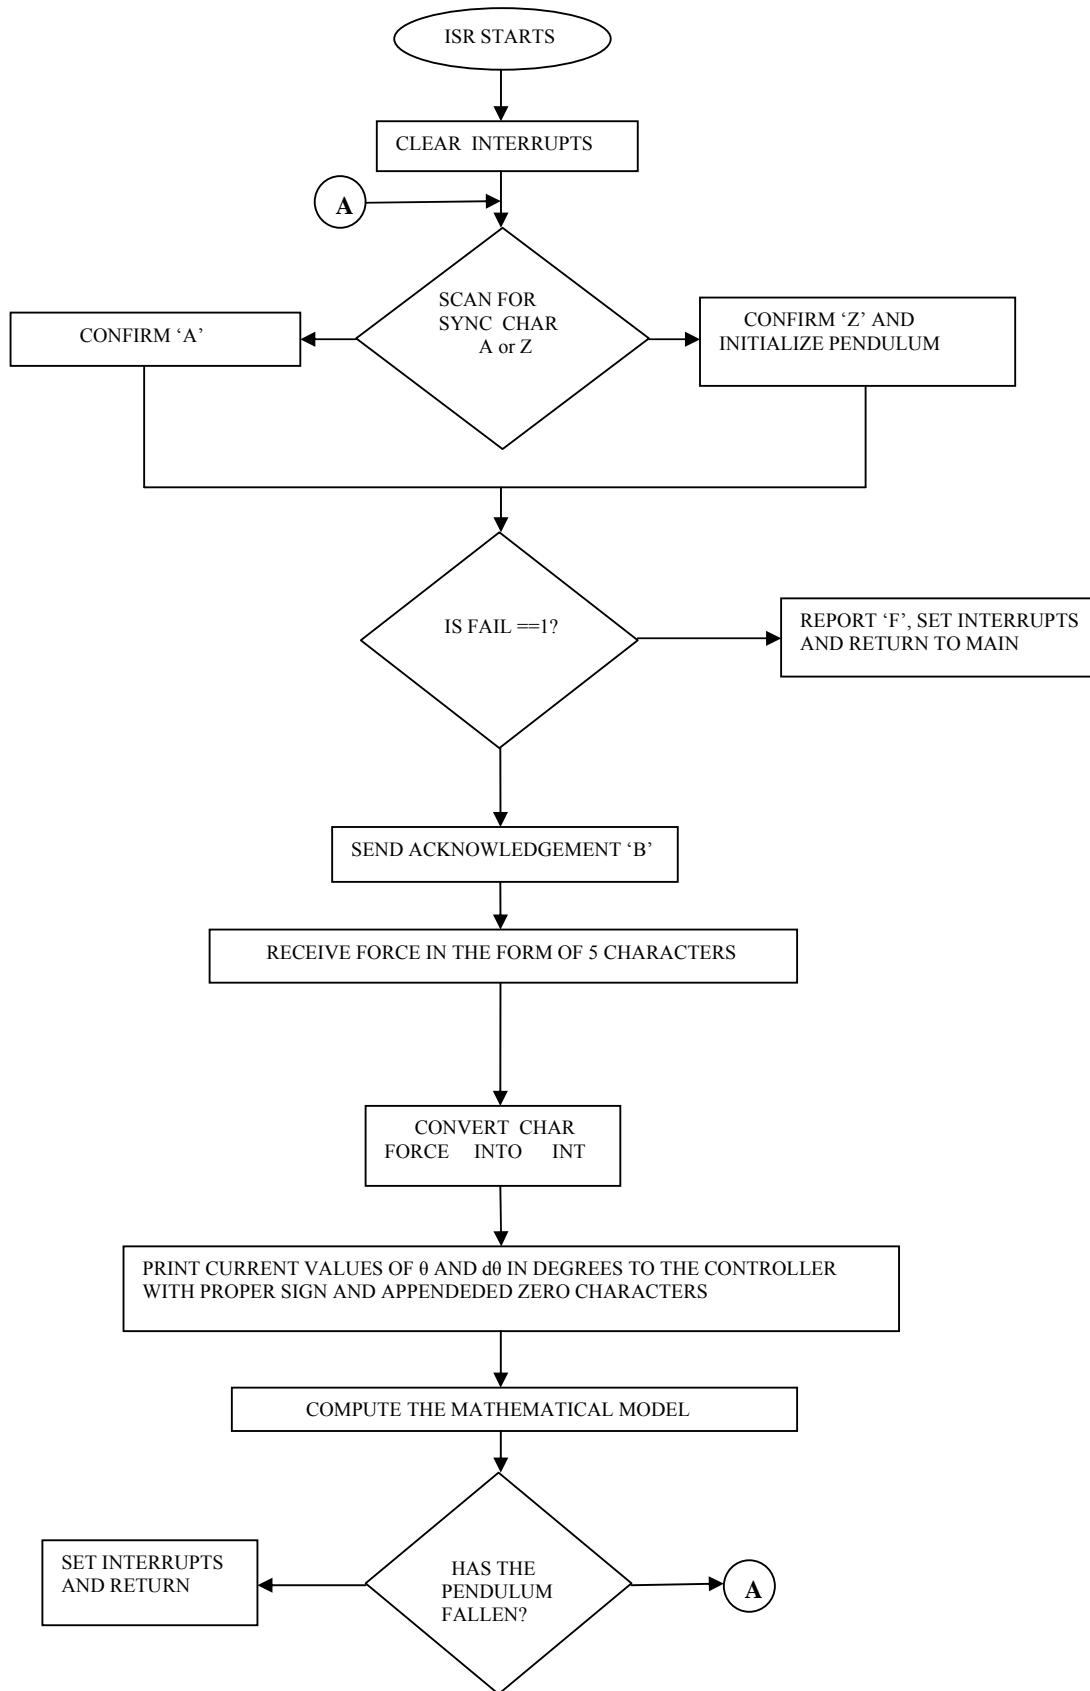 ISR STARTS
CLEAR INTERRUPTS
A
SCAN FOR
SYNC CHAR
A or Z
CONFIRM ‘A’
CONFIRM ‘Z’ AND
INITIALIZE PENDULUM
IS FAIL ==1?
REPORT ‘F’, SET INTERRUPTS
AND RETURN TO MAIN
SEND ACKNOWLEDGEMENT ‘B’
RECEIVE FORCE IN THE FORM OF 5 CHARACTERS
CONVERT CHAR
FORCE INTO INT
PRINT CURRENT VALUES OF θ AND dθ IN DEGREES TO THE CONTROLLER
WITH PROPER SIGN AND APPENDEDED ZERO CHARACTERS
COMPUTE THE MATHEMATICAL MODEL
HAS THE
PENDULUM
FALLEN?
SET INTERRUPTS
AND RETURN
A